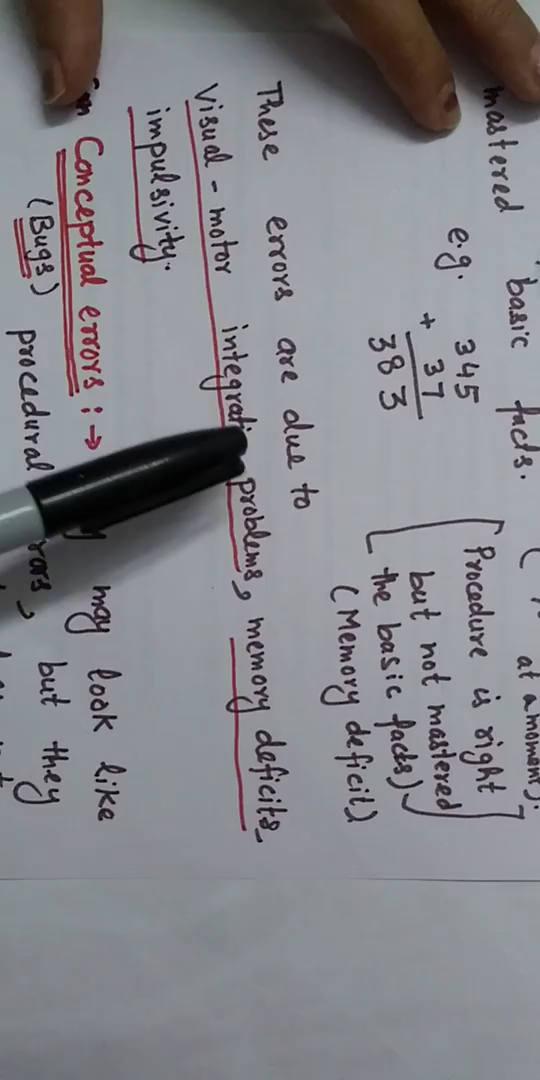 mastered basic facts.
at a moment).
e.g. 345
+ 37
383
[Procedure is right
but not mastered
the basic facts]
(Memory deficit)
These errors are due to
Visual-motor integrati problems, memory deficits,
impulsivity.
Conceptual errors :→ may look like
(Bugs) procedural rors, but they